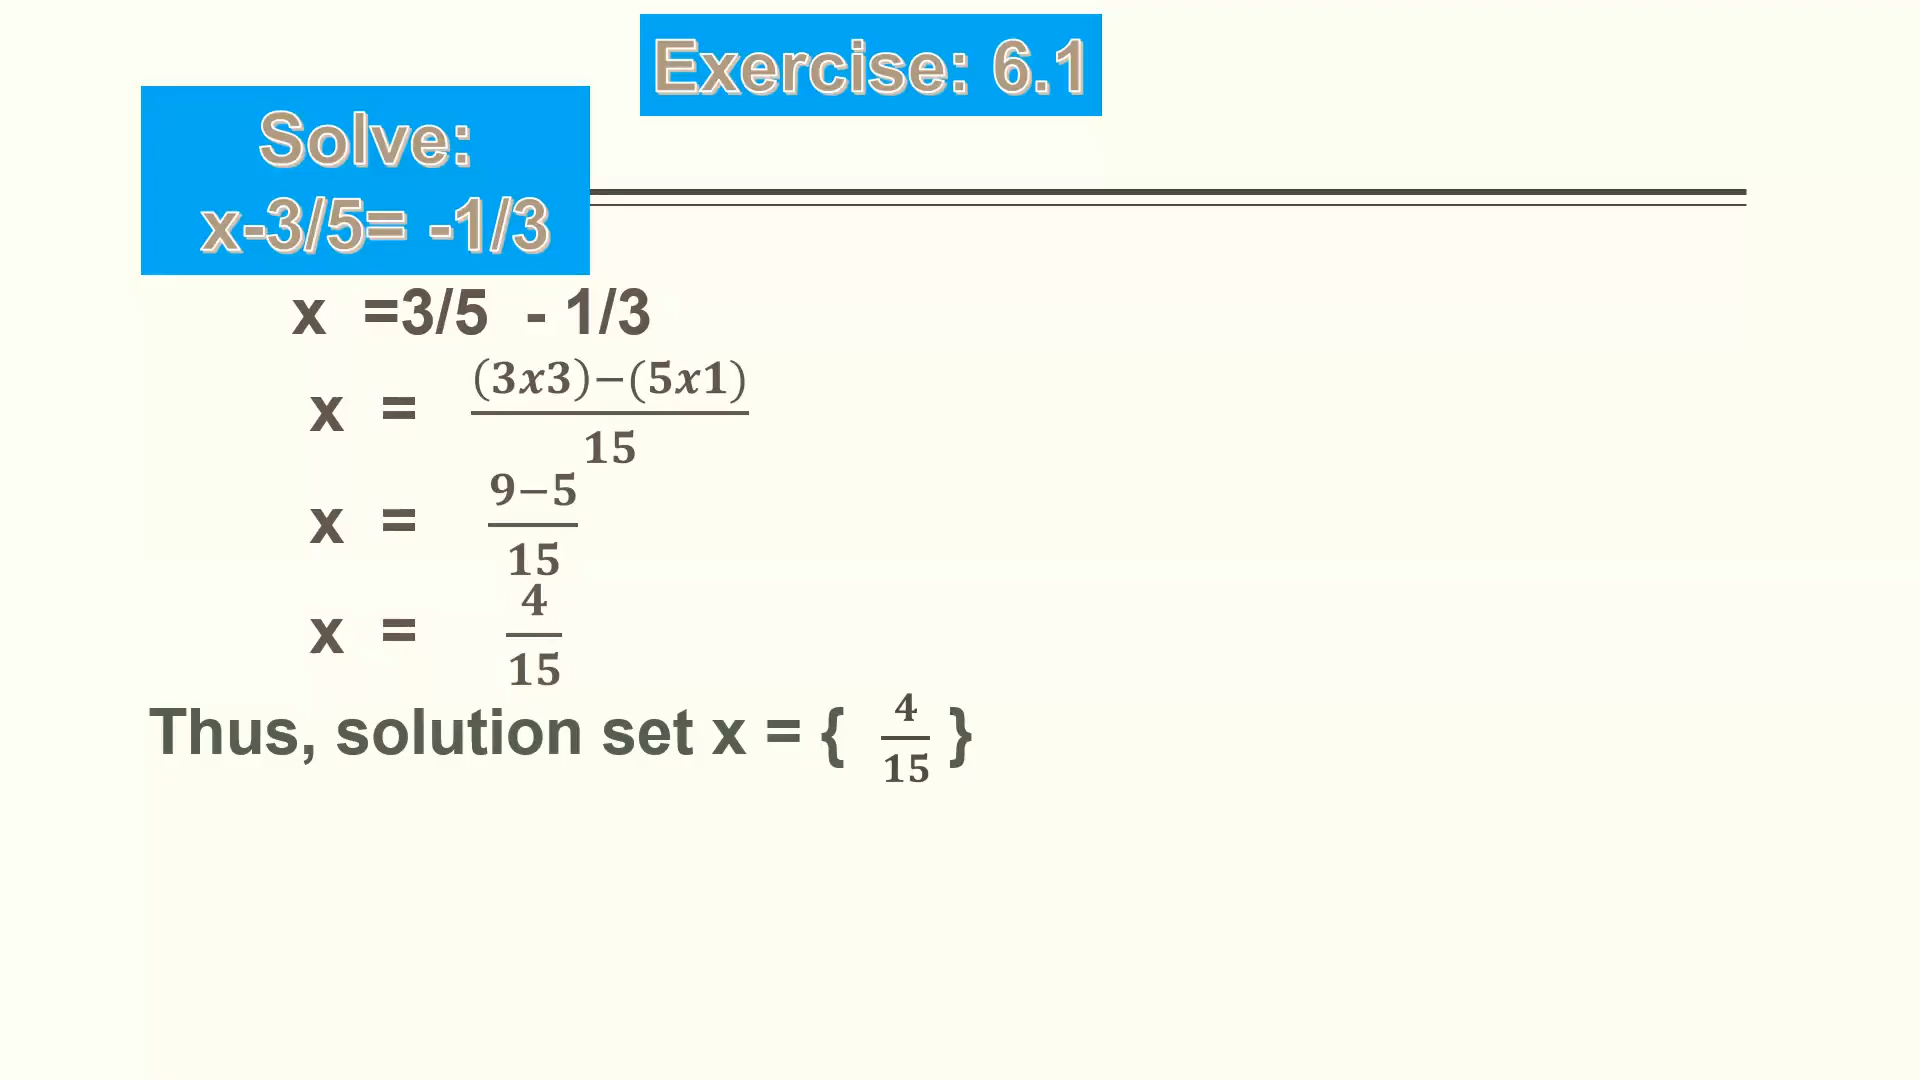 Exercise: 6.1
Solve:
x-3/5= -1/3
x =3/5 - 1/3
x = (3x3)−(5x1)/15
x = 9−5/15
x = 4/15
Thus, solution set x = { 4/15 }